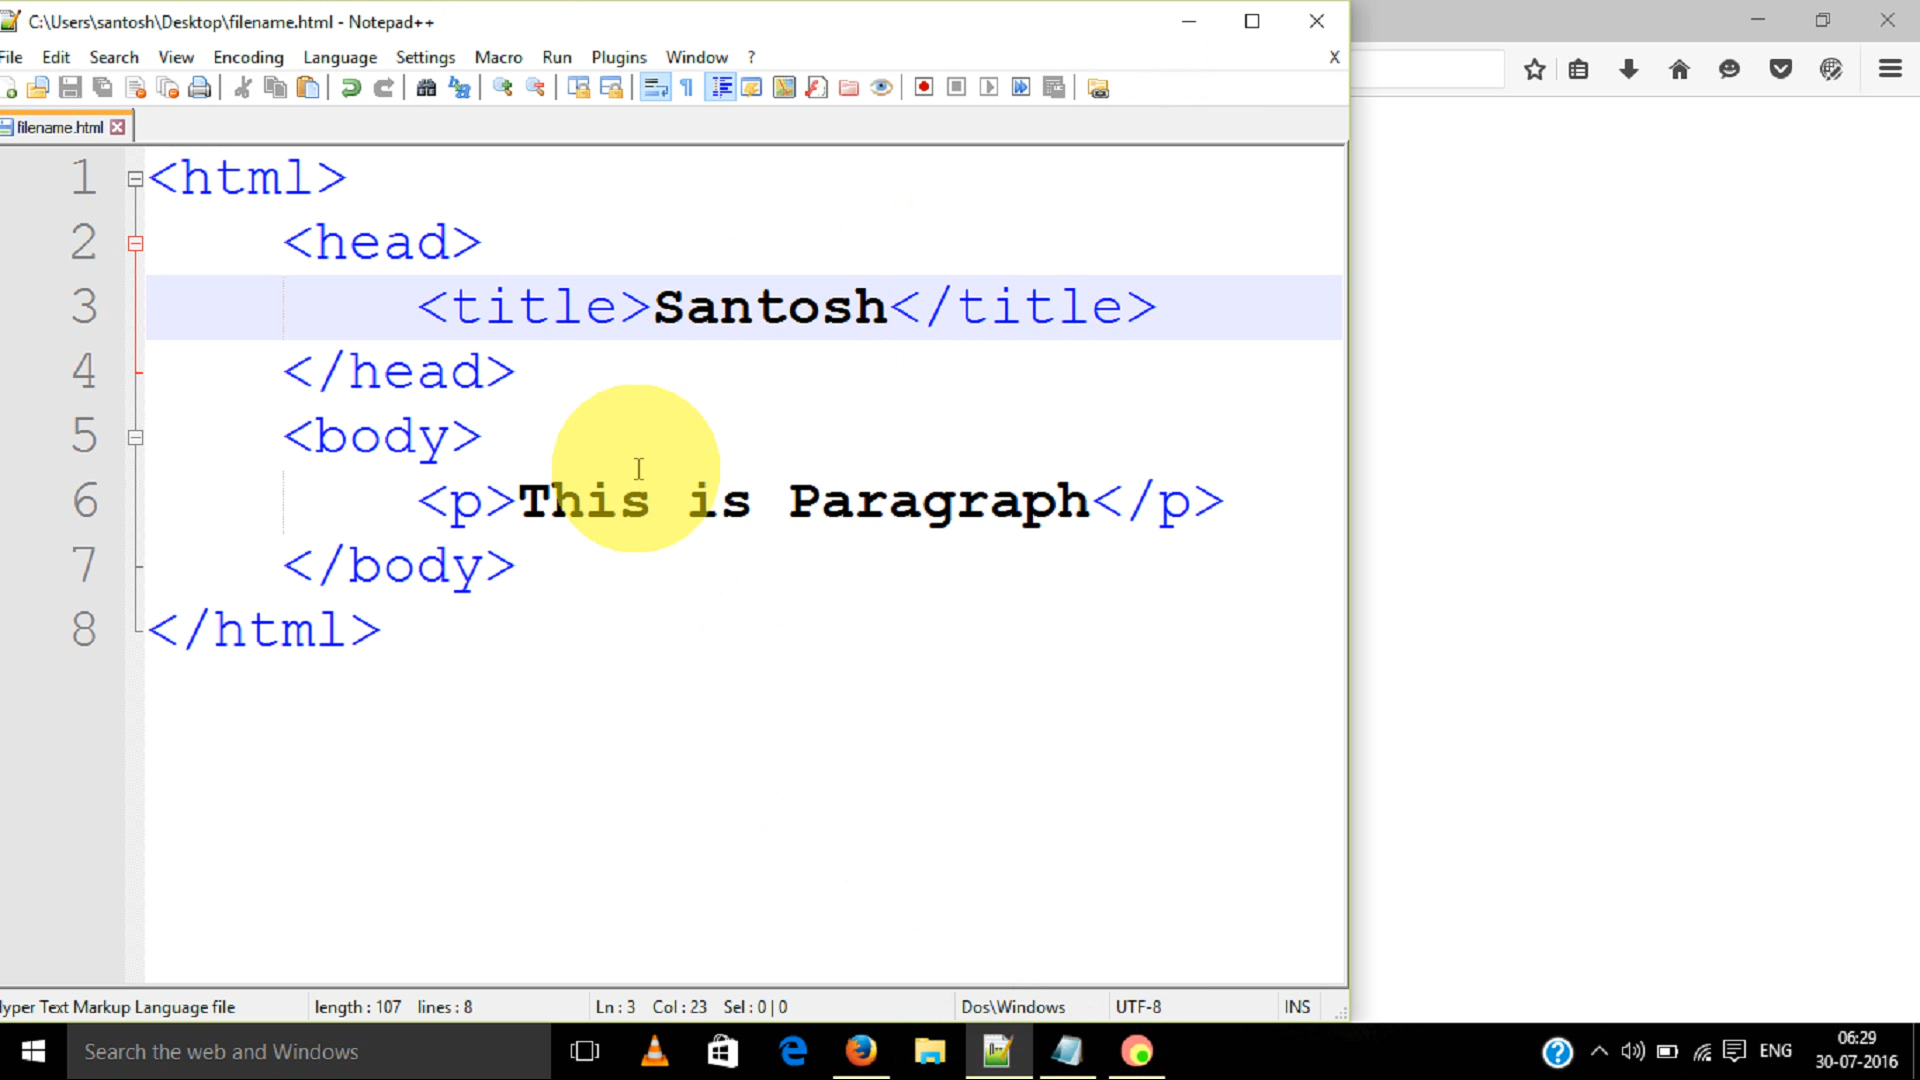 C:\Users\santosh\Desktop\filename.html - Notepad++
File Edit Search View Encoding Language Settings Macro Run Plugins Window ? X
filename.html
1 <html>
2 <head>
3 <title>Santosh</title>
4 </head>
5 <body>
6 <p>This is Paragraph</p>
7 </body>
8 </html>
yper Text Markup Language file length : 107 lines : 8 Ln : 3 Col : 23 Sel : 0 | 0 Dos\Windows UTF-8 INS
Search the web and Windows
ENG
06:29
30-07-2016